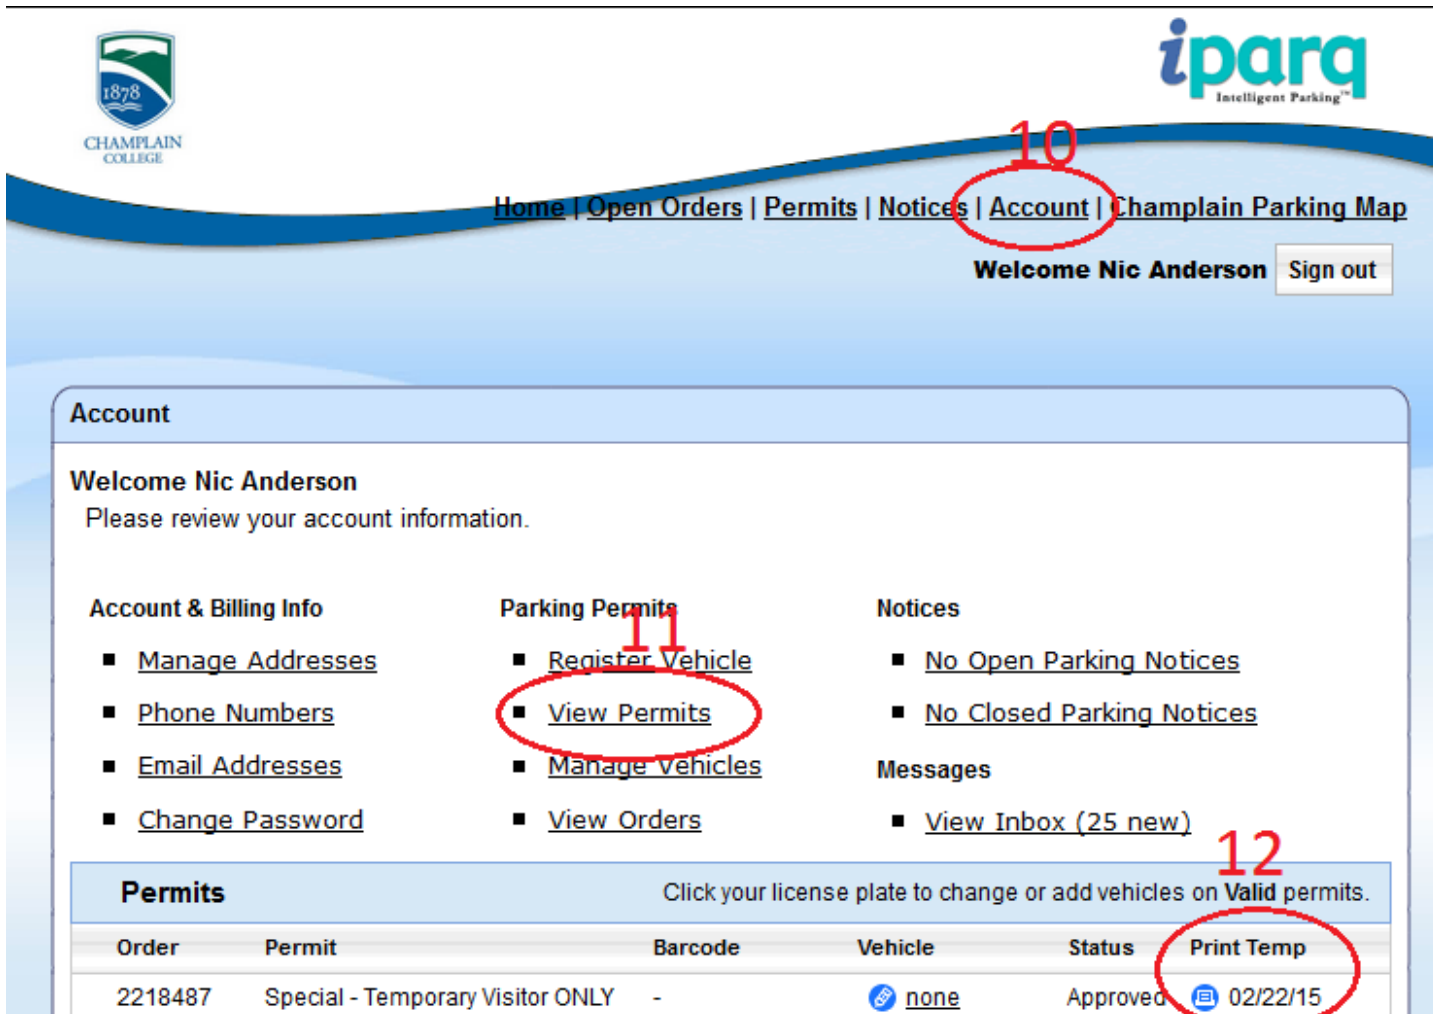 1878
CHAMPLAIN
COLLEGE
iparq
Intelligent Parking™
10
Home | Open Orders | Permits | Notices | Account | Champlain Parking Map
Welcome Nic Anderson Sign out
Account
Welcome Nic Anderson
Please review your account information.
Account & Billing Info
Manage Addresses
Phone Numbers
Email Addresses
Change Password
Parking Permits
11
Register Vehicle
View Permits
Manage Vehicles
View Orders
Notices
No Open Parking Notices
No Closed Parking Notices
Messages
View Inbox (25 new)
12
Permits Click your license plate to change or add vehicles on Valid permits.
Order Permit Barcode Vehicle Status Print Temp
2218487 Special - Temporary Visitor ONLY - none Approved 02/22/15